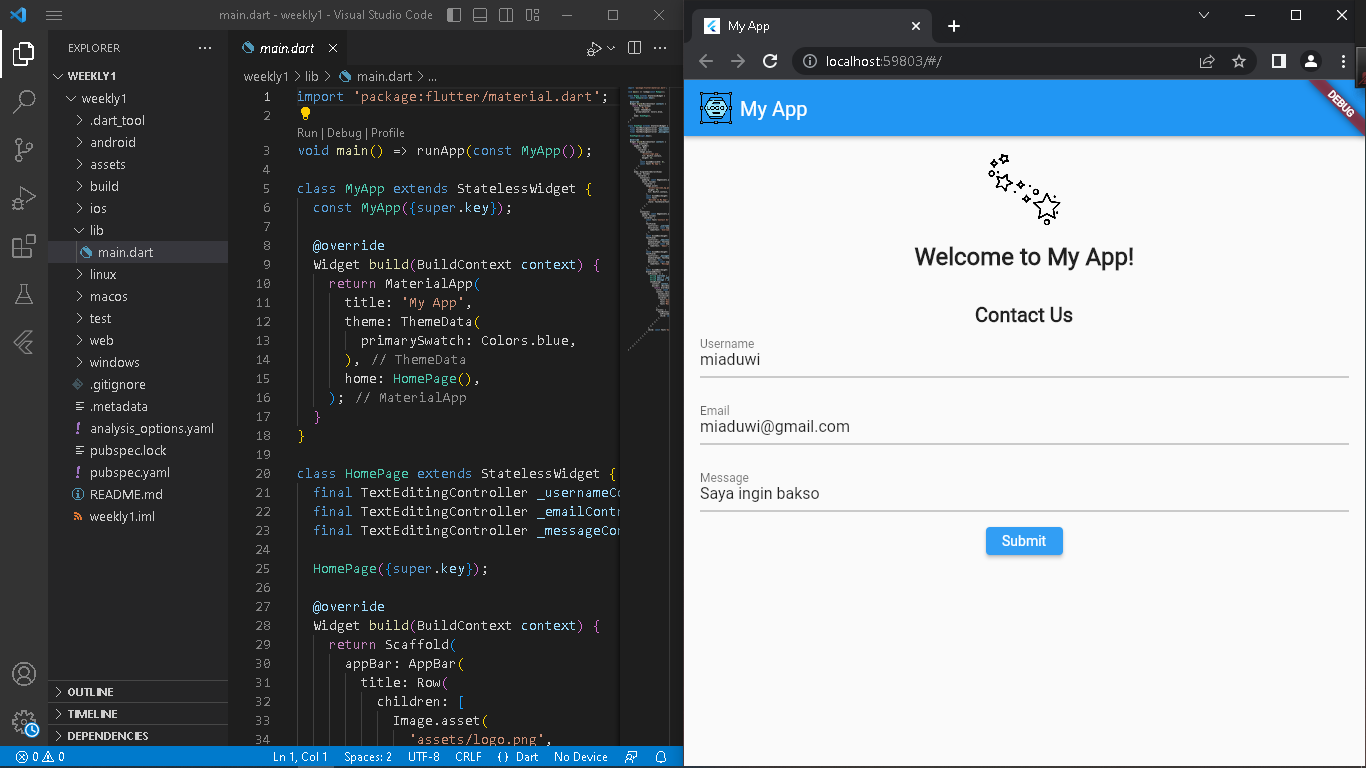 main.dart - weekly1 - Visual Studio Code
EXPLORER
WEEKLY1
weekly1
.dart_tool
android
assets
build
ios
lib
main.dart
linux
macos
test
web
windows
.gitignore
.metadata
analysis_options.yaml
pubspec.lock
pubspec.yaml
README.md
weekly1.iml
OUTLINE
TIMELINE
DEPENDENCIES
main.dart
weekly1 > lib > main.dart > ...
1 import 'package:flutter/material.dart';
2
Run | Debug | Profile
3 void main() => runApp(const MyApp());
4
5 class MyApp extends StatelessWidget {
6 const MyApp({super.key});
7
8 @override
9 Widget build(BuildContext context) {
10 return MaterialApp(
11 title: 'My App',
12 theme: ThemeData(
13 primarySwatch: Colors.blue,
14 ), // ThemeData
15 home: HomePage(),
16 ); // MaterialApp
17 }
18 }
19
20 class HomePage extends StatelessWidget {
21 final TextEditingController _usernameCo
22 final TextEditingController _emailContr
23 final TextEditingController _messageCon
24
25 HomePage({super.key});
26
27 @override
28 Widget build(BuildContext context) {
29 return Scaffold(
30 appBar: AppBar(
31 title: Row(
32 children: [
33 Image.asset(
34 "assets/logo.png",
0 0 Ln 1, Col 1 Spaces: 2 UTF-8 CRLF {} Dart No Device
My App
localhost:59803/#/
LOGO My App
DEBUG
Welcome to My App!
Contact Us
Username
miaduwi
Email
miaduwi@gmail.com
Message
Saya ingin bakso
Submit